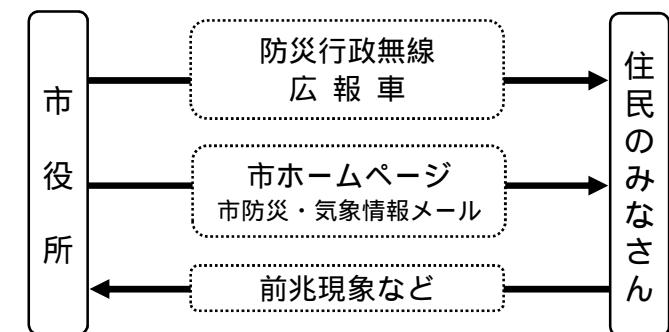 市役所
防災行政無線
広報車
市ホームページ
市防災・気象情報メール
前兆現象など
住民のみなさん